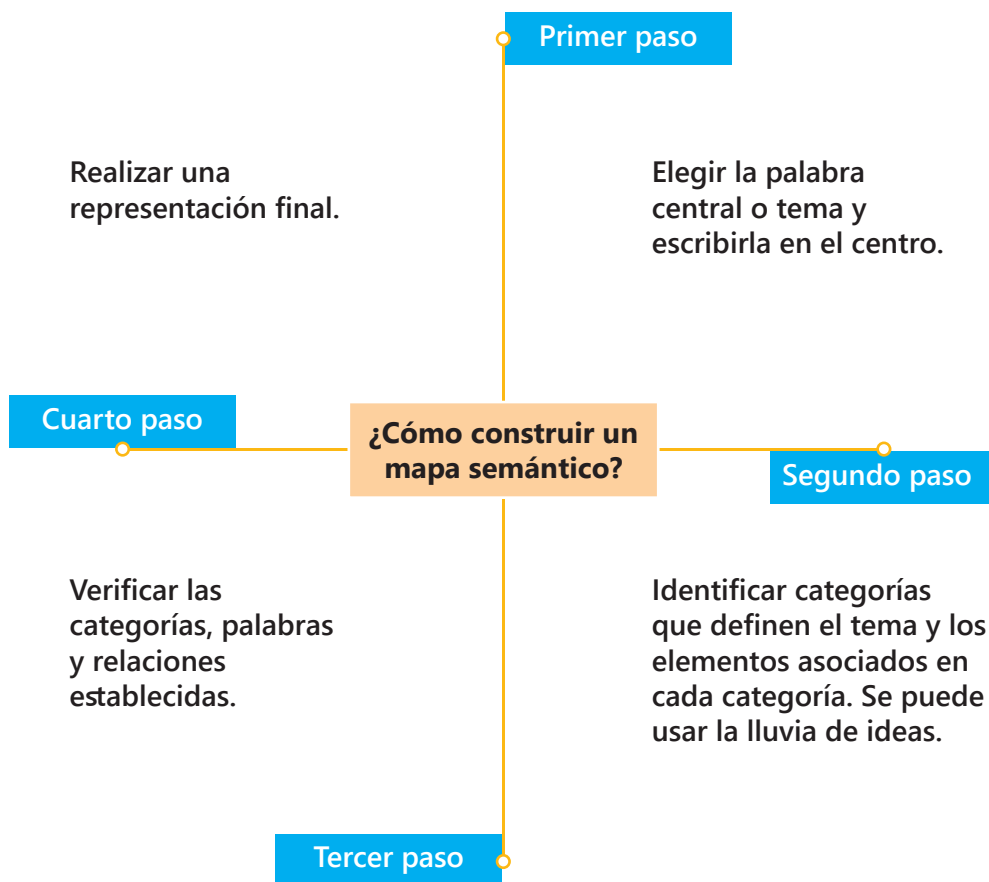 Primer paso
Elegir la palabra
central o tema y
escribirla en el centro.
¿Cómo construir un
mapa semántico?
Segundo paso
Identificar categorías
que definen el tema y los
elementos asociados en
cada categoría. Se puede
usar la lluvia de ideas.
Tercer paso
Verificar las
categorías, palabras
y relaciones
establecidas.
Cuarto paso
Realizar una
representación final.